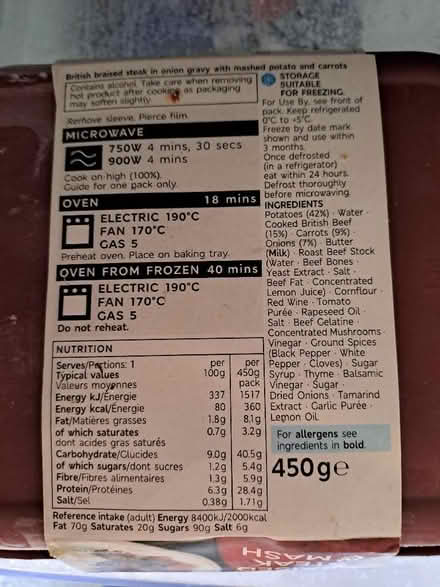 British braised steak in onion gravy with mashed potato and carrots
Contains alcohol. Take care when removing
hot product after cooking as packaging
may soften slightly.
Remove sleeve. Pierce film.
MICROWAVE
750W 4 mins, 30 secs
900W 4 mins
Cook on high (100%).
Guide for one pack only.
OVEN 18 mins
ELECTRIC 190°C
FAN 170°C
GAS 5
Preheat oven. Place on baking tray.
OVEN FROM FROZEN 40 mins
ELECTRIC 190°C
FAN 170°C
GAS 5
Do not reheat.
NUTRITION
Serves/Portions: 1 per per
Typical values 100g 450g
Valeurs moyennes pack
Energy kJ/Énergie 337 1517
Energy kcal/Énergie 80 360
Fat/Matières grasses 1.8g 8.1g
of which saturates 0.7g 3.2g
dont acides gras saturés
Carbohydrate/Glucides 9.0g 40.5g
of which sugars/dont sucres 1.2g 5.4g
Fibre/Fibres alimentaires 1.3g 5.9g
Protein/Protéines 6.3g 28.4g
Salt/Sel 0.38g 1.71g
Reference intake (adult) Energy 8400kJ/2000kcal
Fat 70g Saturates 20g Sugars 90g Salt 6g
STORAGE
SUITABLE
FOR FREEZING.
For Use By, see front of
pack. Keep refrigerated
0°C to +5°C.
Freeze by date mark
shown and use within
3 months.
Once defrosted
(in a refrigerator)
eat within 24 hours.
Defrost thoroughly
before microwaving.
INGREDIENTS
Potatoes (42%) · Water ·
Cooked British Beef
(15%) · Carrots (9%) ·
Onions (7%) · Butter
(Milk) · Roast Beef Stock
(Water · Beef Bones ·
Yeast Extract · Salt ·
Beef Fat · Concentrated
Lemon Juice) · Cornflour ·
Red Wine · Tomato
Purée · Rapeseed Oil ·
Salt · Beef Gelatine ·
Concentrated Mushrooms ·
Vinegar · Ground Spices
(Black Pepper · White
Pepper · Cloves) · Sugar
Syrup · Thyme · Balsamic
Vinegar · Sugar ·
Dried Onions · Tamarind
Extract · Garlic Purée ·
Lemon Oil.
For allergens see
ingredients in bold.
450g℮
STEAK &
MASH